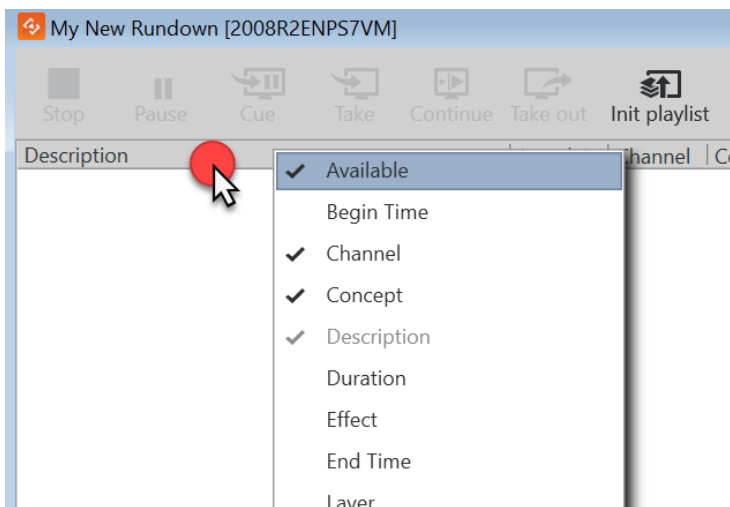 My New Rundown [2008R2ENPS7VM]
Stop Pause Cue Take Continue Take out Init playlist
Description Channel
Available
Begin Time
Channel
Concept
Description
Duration
Effect
End Time
Layer